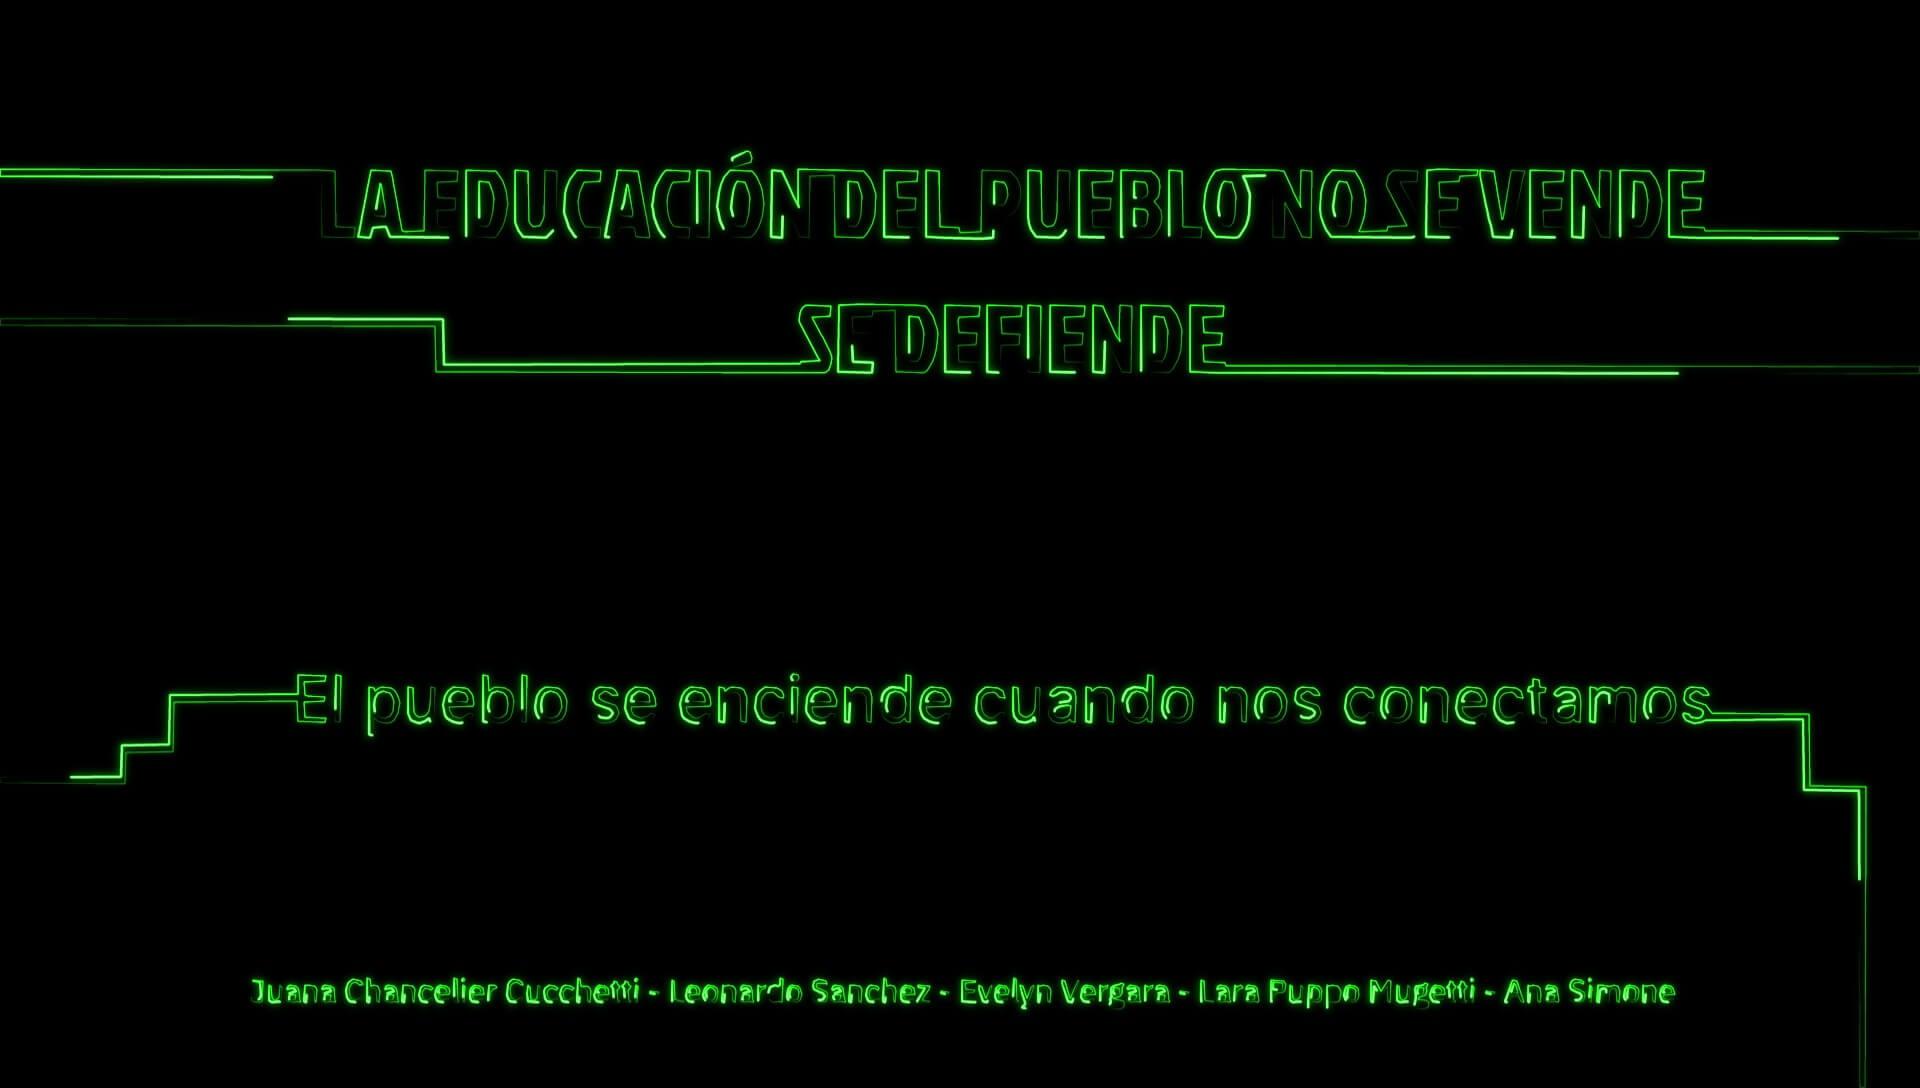 LA EDUCACIÓN DEL PUEBLO NO SE VENDE
SE DEFIENDE
El pueblo se enciende cuando nos conectamos
Juana Chancelier Cucchetti - Leonardo Sanchez - Evelyn Vergara - Lara Puppo Mugetti - Ana Simone